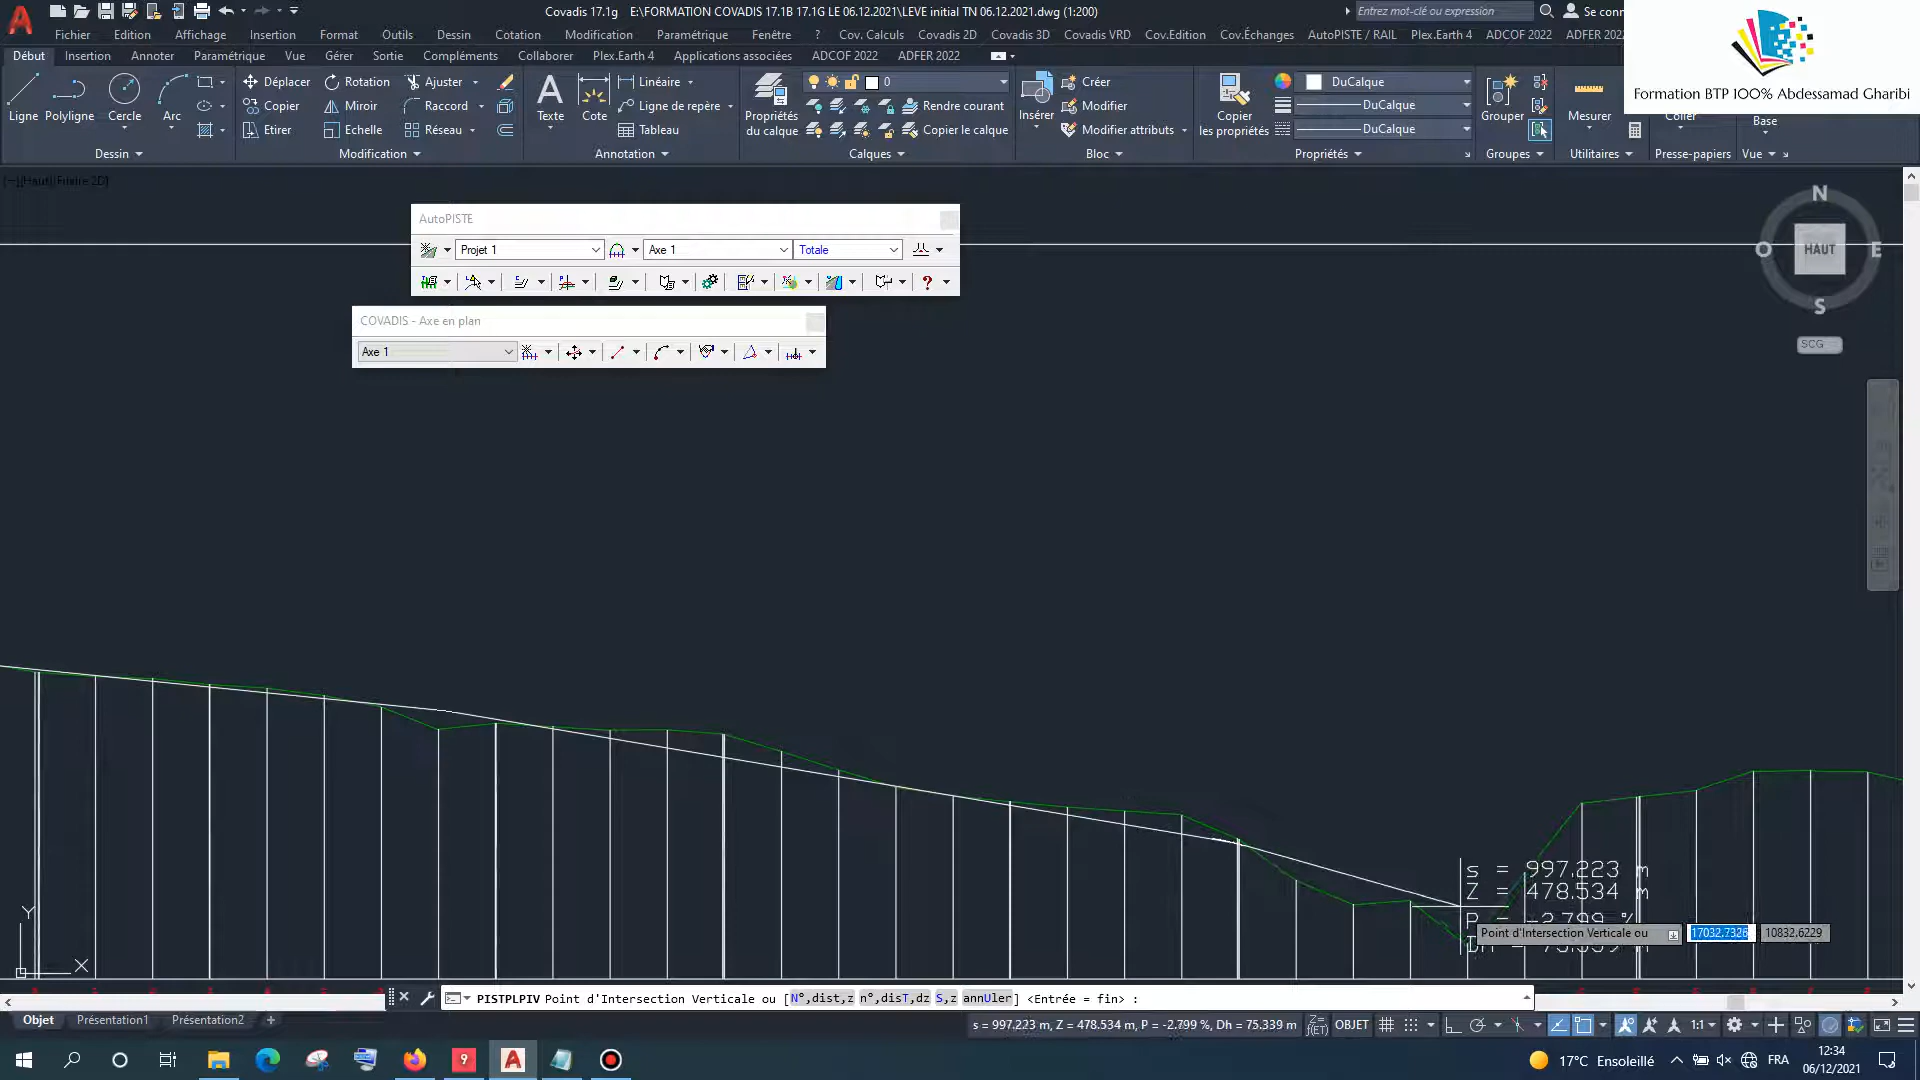 Covadis 17.1g E:\FORMATION COVADIS 17.1B 17.1G LE 06.12.2021\LEVE initial TN 06.12.2021.dwg (1:200)
Entrez mot-clé ou expression
Se conn
Fichier Edition Affichage Insertion Format Outils Dessin Cotation Modification Paramétrique Fenêtre ? Cov. Calculs Covadis 2D Covadis 3D Covadis VRD Cov.Edition Cov.Échanges AutoPISTE / RAIL Plex.Earth 4 ADCOF 2022 ADFER 2022
Début Insertion Annoter Paramétrique Vue Gérer Sortie Compléments Collaborer Plex.Earth 4 Applications associées ADCOF 2022 ADFER 2022
Formation BTP 100% Abdessamad Gharibi
Déplacer Rotation Ajuster Linéaire 0 Créer DuCalque
Ligne Polyligne Cercle Arc Copier Miroir Raccord Texte Cote Ligne de repère Propriétés du calque Rendre courant Insérer Modifier Copier les propriétés DuCalque Grouper Mesurer Coller Base
Etirer Echelle Réseau Tableau Copier le calque Modifier attributs DuCalque
Dessin Modification Annotation Calques Bloc Propriétés Groupes Utilitaires Presse-papiers Vue
[−][Haut][Filaire 2D]
N
O HAUT E
S
SCG
AutoPISTE
Projet 1 Axe 1 Totale
?
COVADIS - Axe en plan
Axe 1
s = 997.223 m
Z = 478.534 m
P = -2.799 %
Point d'Intersection Verticale ou 17032,7326 10832,6229
Y
X
PISTPLPIV Point d'Intersection Verticale ou [N°,dist,z n°,disT,dz S,z annUler] <Entrée = fin> :
Objet Présentation1 Présentation2 +
s = 997.223 m, Z = 478.534 m, P = -2.799 %, Dh = 75.339 m Z= f(ET) OBJET 1:1
9 A 17°C Ensoleillé FRA 12:34
06/12/2021